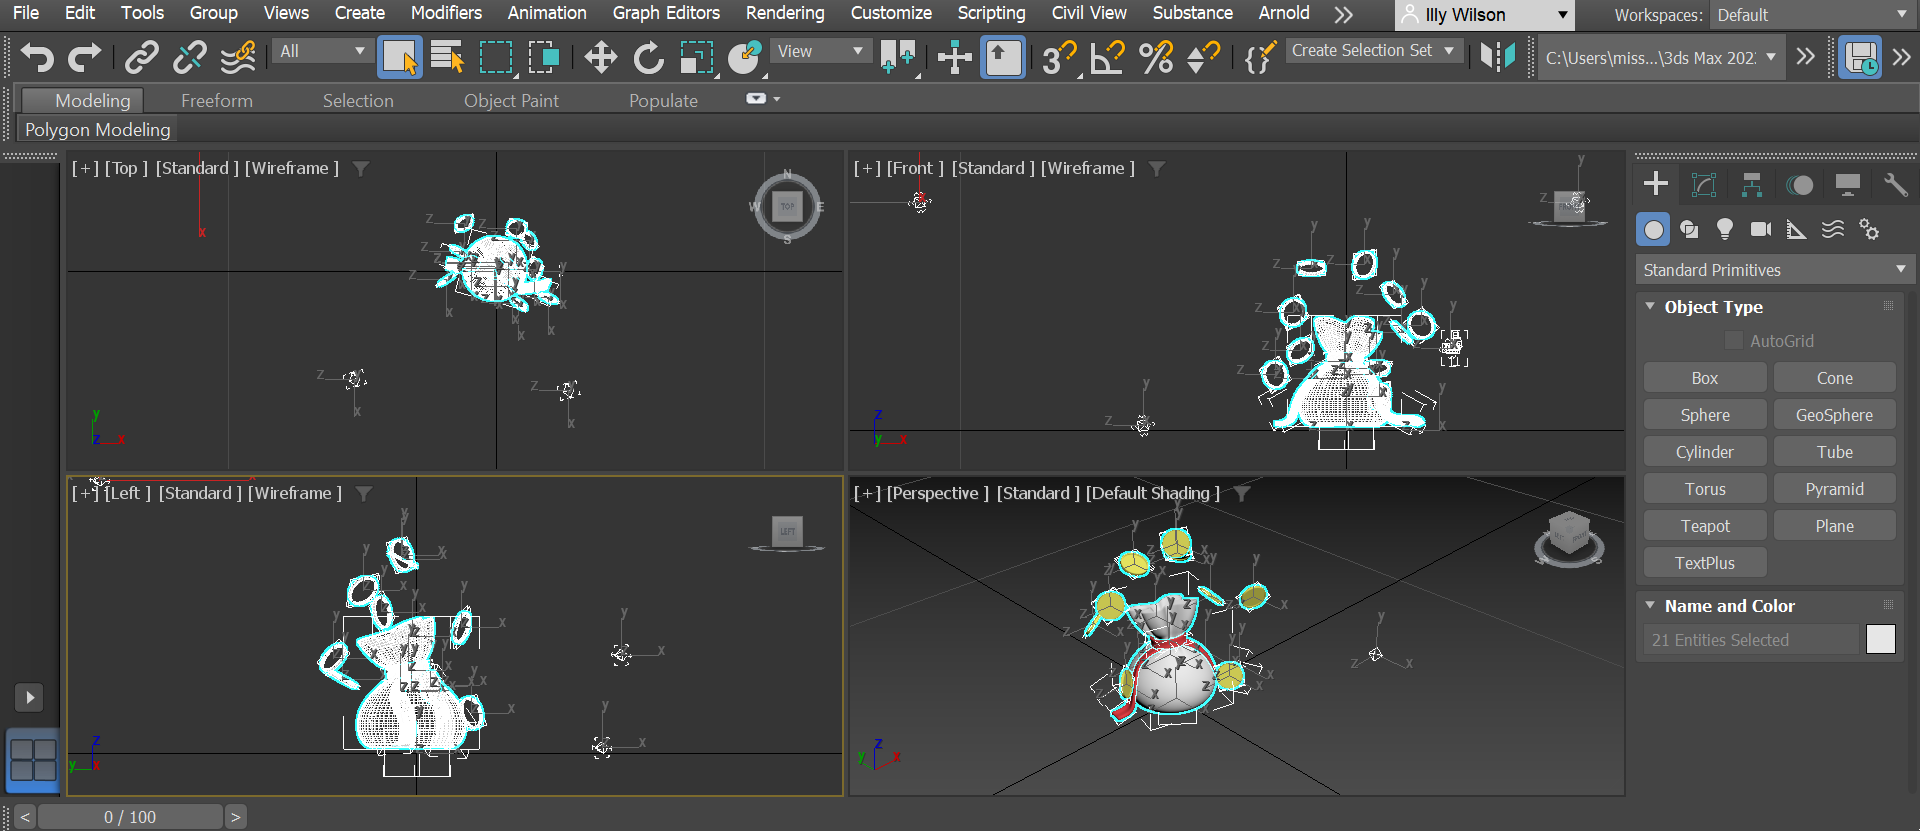 File Edit Tools Group Views Create Modifiers Animation Graph Editors Rendering Customize Scripting Civil View Substance Arnold Illy Wilson Workspaces: Default
All View Create Selection Set C:\Users\miss...\3ds Max 202
Modeling Freeform Selection Object Paint Populate
Polygon Modeling
[+] [Top ] [Standard ] [Wireframe ]
N
W TOP E
S
z z z z z y x x x x x x
z x z x
y
z x
[+] [Front ] [Standard ] [Wireframe ]
y
y y y
z z x
z y
z z
y
z x
z
y x
[+] [Left ] [Standard ] [Wireframe ]
LEFT
y
y x
y y
x
y x
x
y x
z
y x
[+] [Perspective ] [Standard ] [Default Shading ]
y
y x
y
z x
z
y x
Standard Primitives
Object Type
AutoGrid
Box Cone
Sphere GeoSphere
Cylinder Tube
Torus Pyramid
Teapot Plane
TextPlus
Name and Color
21 Entities Selected
< 0 / 100 >